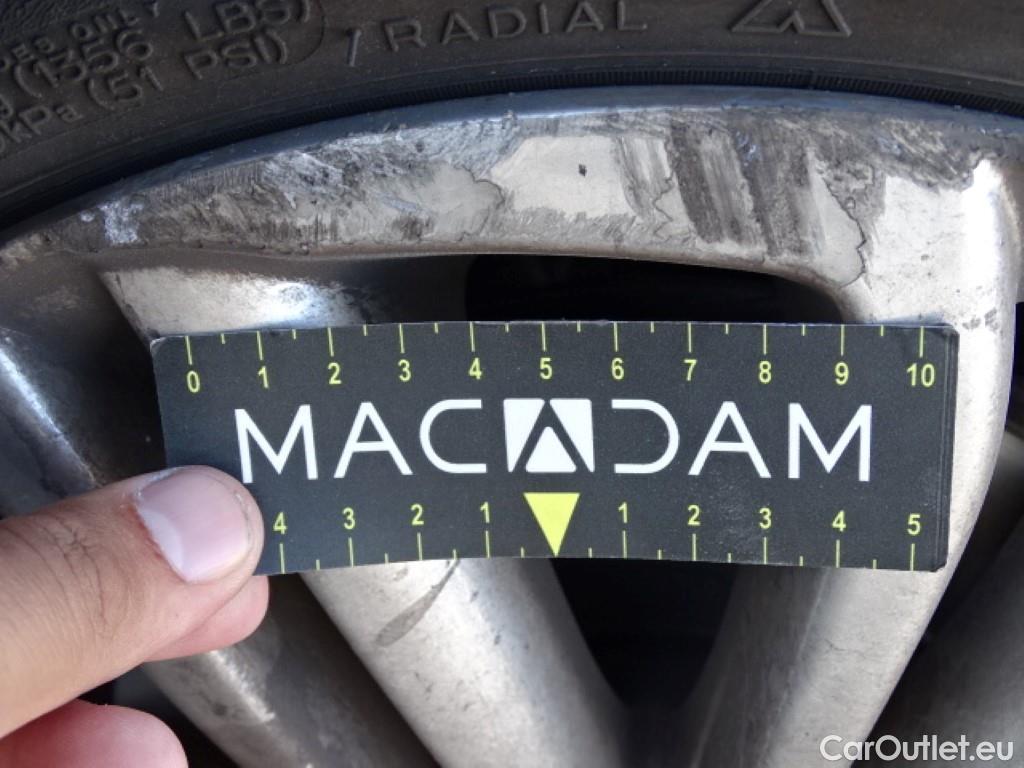 (1356 LBS)
kPa (51 PSI)
RADIAL
0 1 2 3 4 5 6 7 8 9 10
MACADAM
4 3 2 1 1 2 3 4 5
CarOutlet.eu